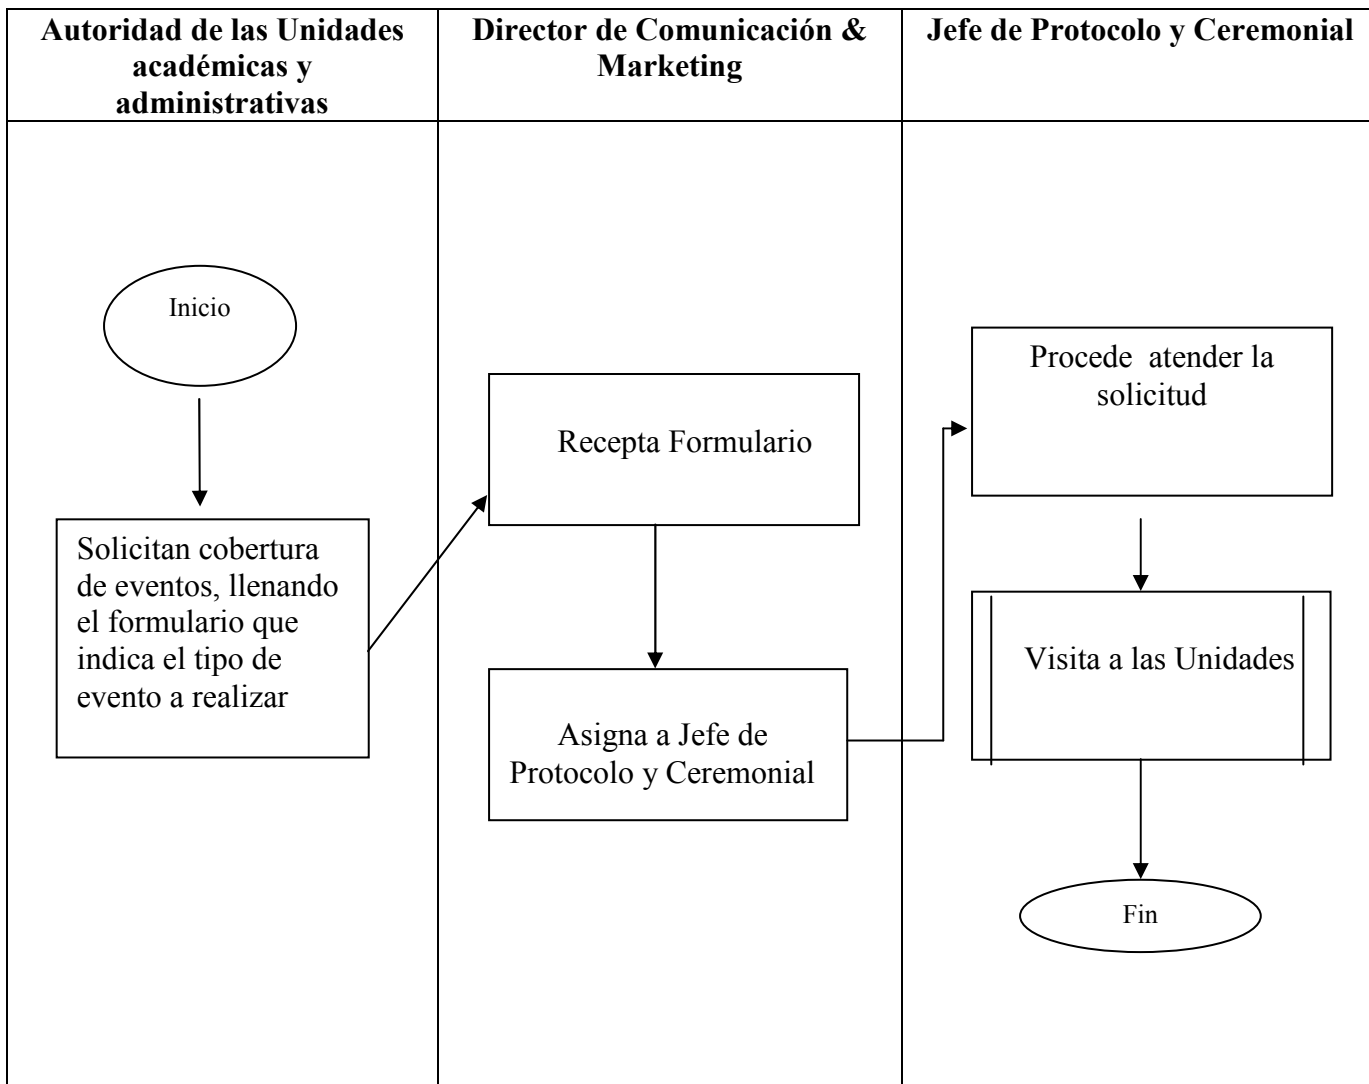 Autoridad de las Unidades
académicas y
administrativas
Director de Comunicación &
Marketing
Jefe de Protocolo y Ceremonial
Inicio
Solicitan cobertura
de eventos, llenando
el formulario que
indica el tipo de
evento a realizar
Recepta Formulario
Asigna a Jefe de
Protocolo y Ceremonial
Procede  atender la
solicitud
Visita a las Unidades
Fin